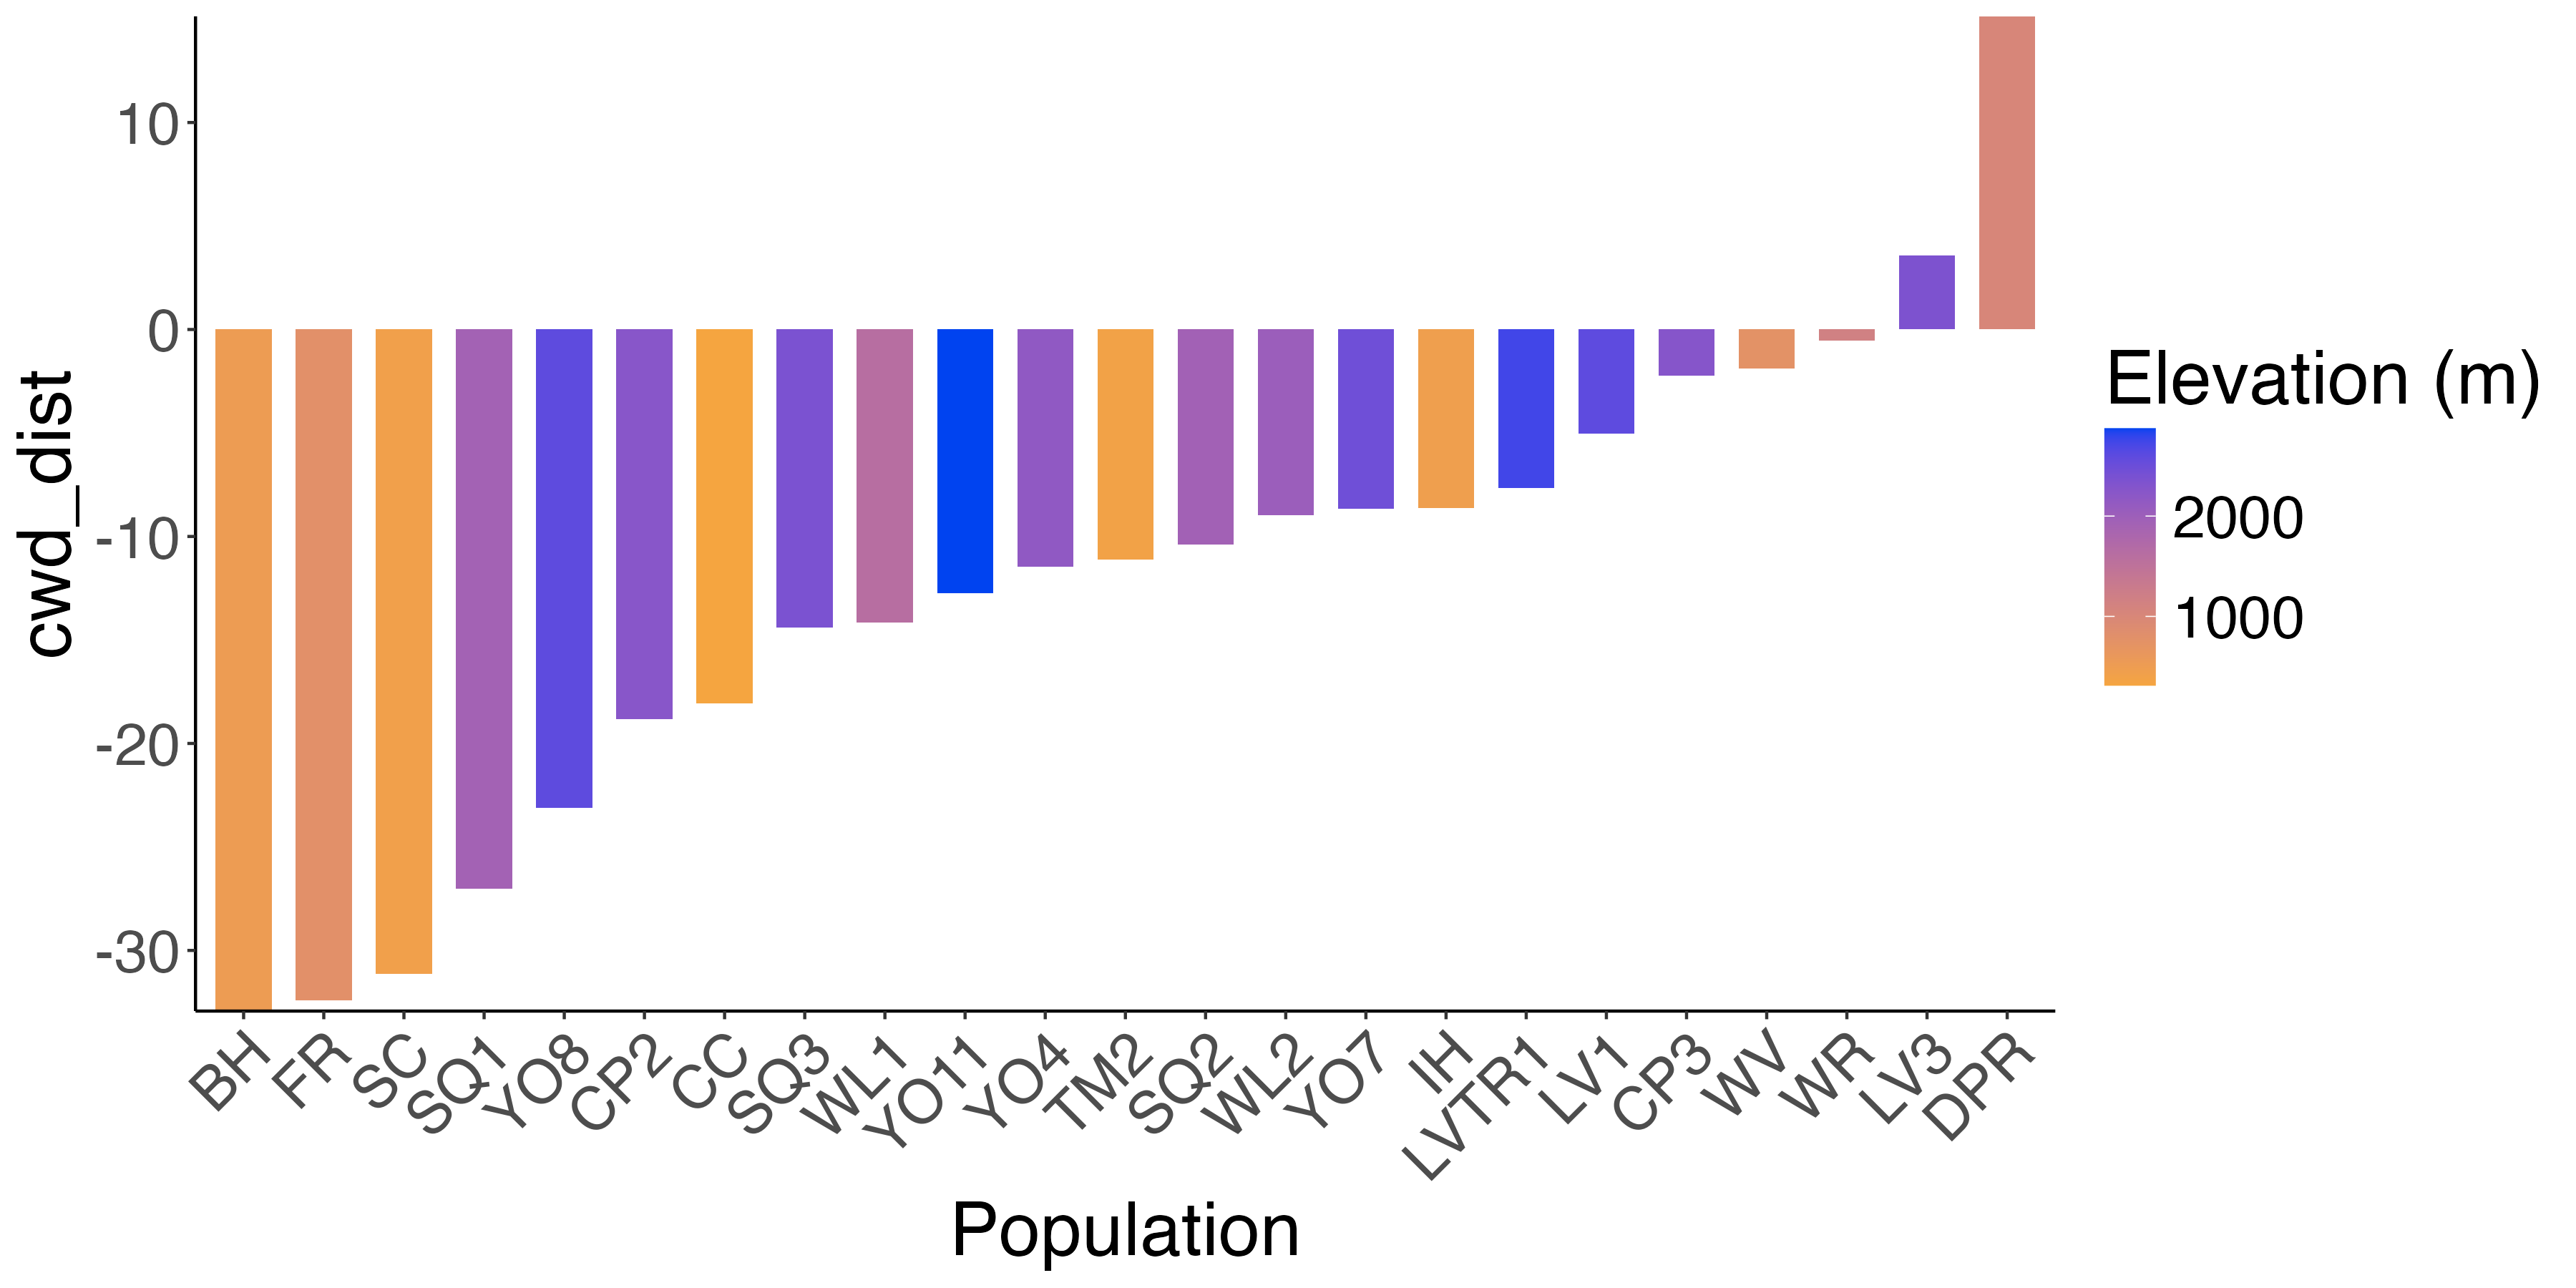 cwd_dist
10
0
-10
-20
-30
BH
FR
SC
SQ1
YO8
CP2
CC
SQ3
WL1
YO11
YO4
TM2
SQ2
WL2
YO7
IH
LVTR1
LV1
CP3
WV
WR
LV3
DPR
Population
Elevation (m)
2000
1000